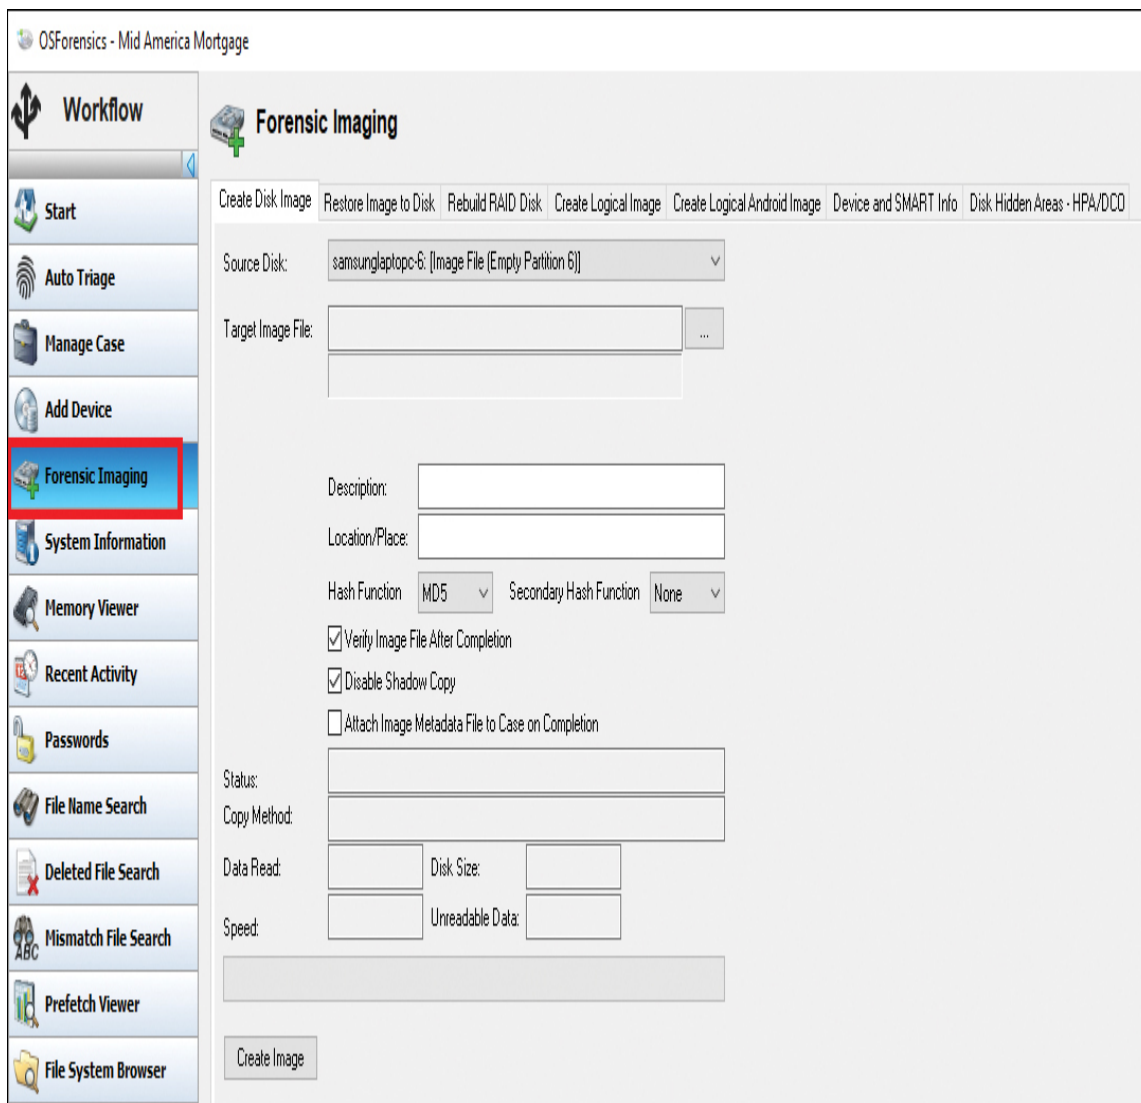 OSForensics - Mid America Mortgage
Workflow
Start
Auto Triage
Manage Case
Add Device
Forensic Imaging
System Information
Memory Viewer
Recent Activity
Passwords
File Name Search
Deleted File Search
ABC
Mismatch File Search
Prefetch Viewer
File System Browser
Forensic Imaging
Create Disk Image Restore Image to Disk Rebuild RAID Disk Create Logical Image Create Logical Android Image Device and SMART Info Disk Hidden Areas - HPA/DCO
Source Disk: samsunglaptopc-6: [Image File (Empty Partition 6)]
Target Image File: ...
Description:
Location/Place:
Hash Function MD5 Secondary Hash Function None
Verify Image File After Completion
Disable Shadow Copy
Attach Image Metadata File to Case on Completion
Status:
Copy Method:
Data Read: Disk Size:
Speed: Unreadable Data:
Create Image